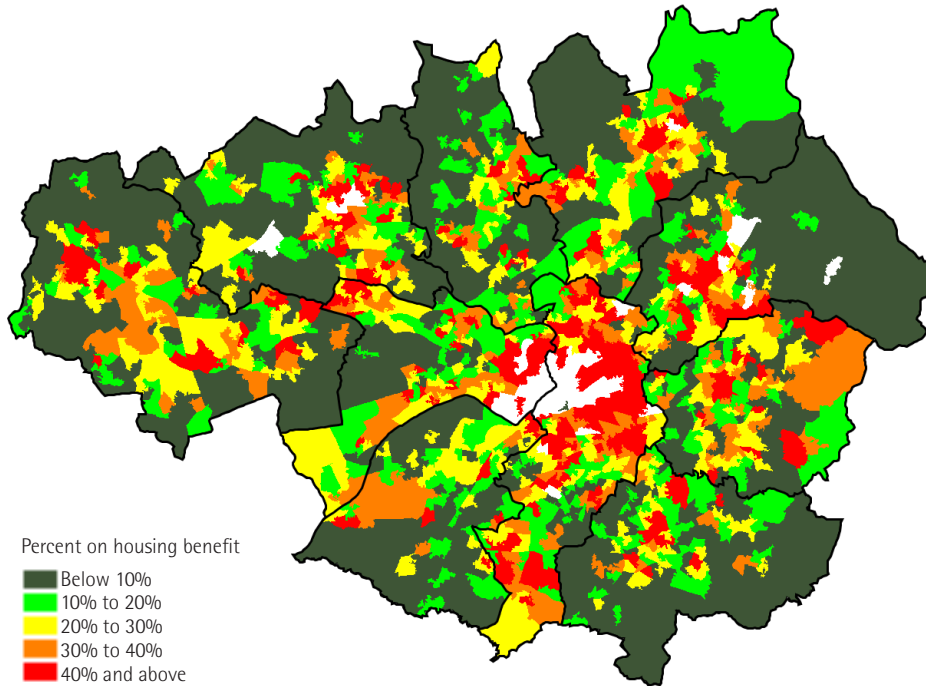 Percent on housing benefit
Below 10%
10% to 20%
20% to 30%
30% to 40%
40% and above